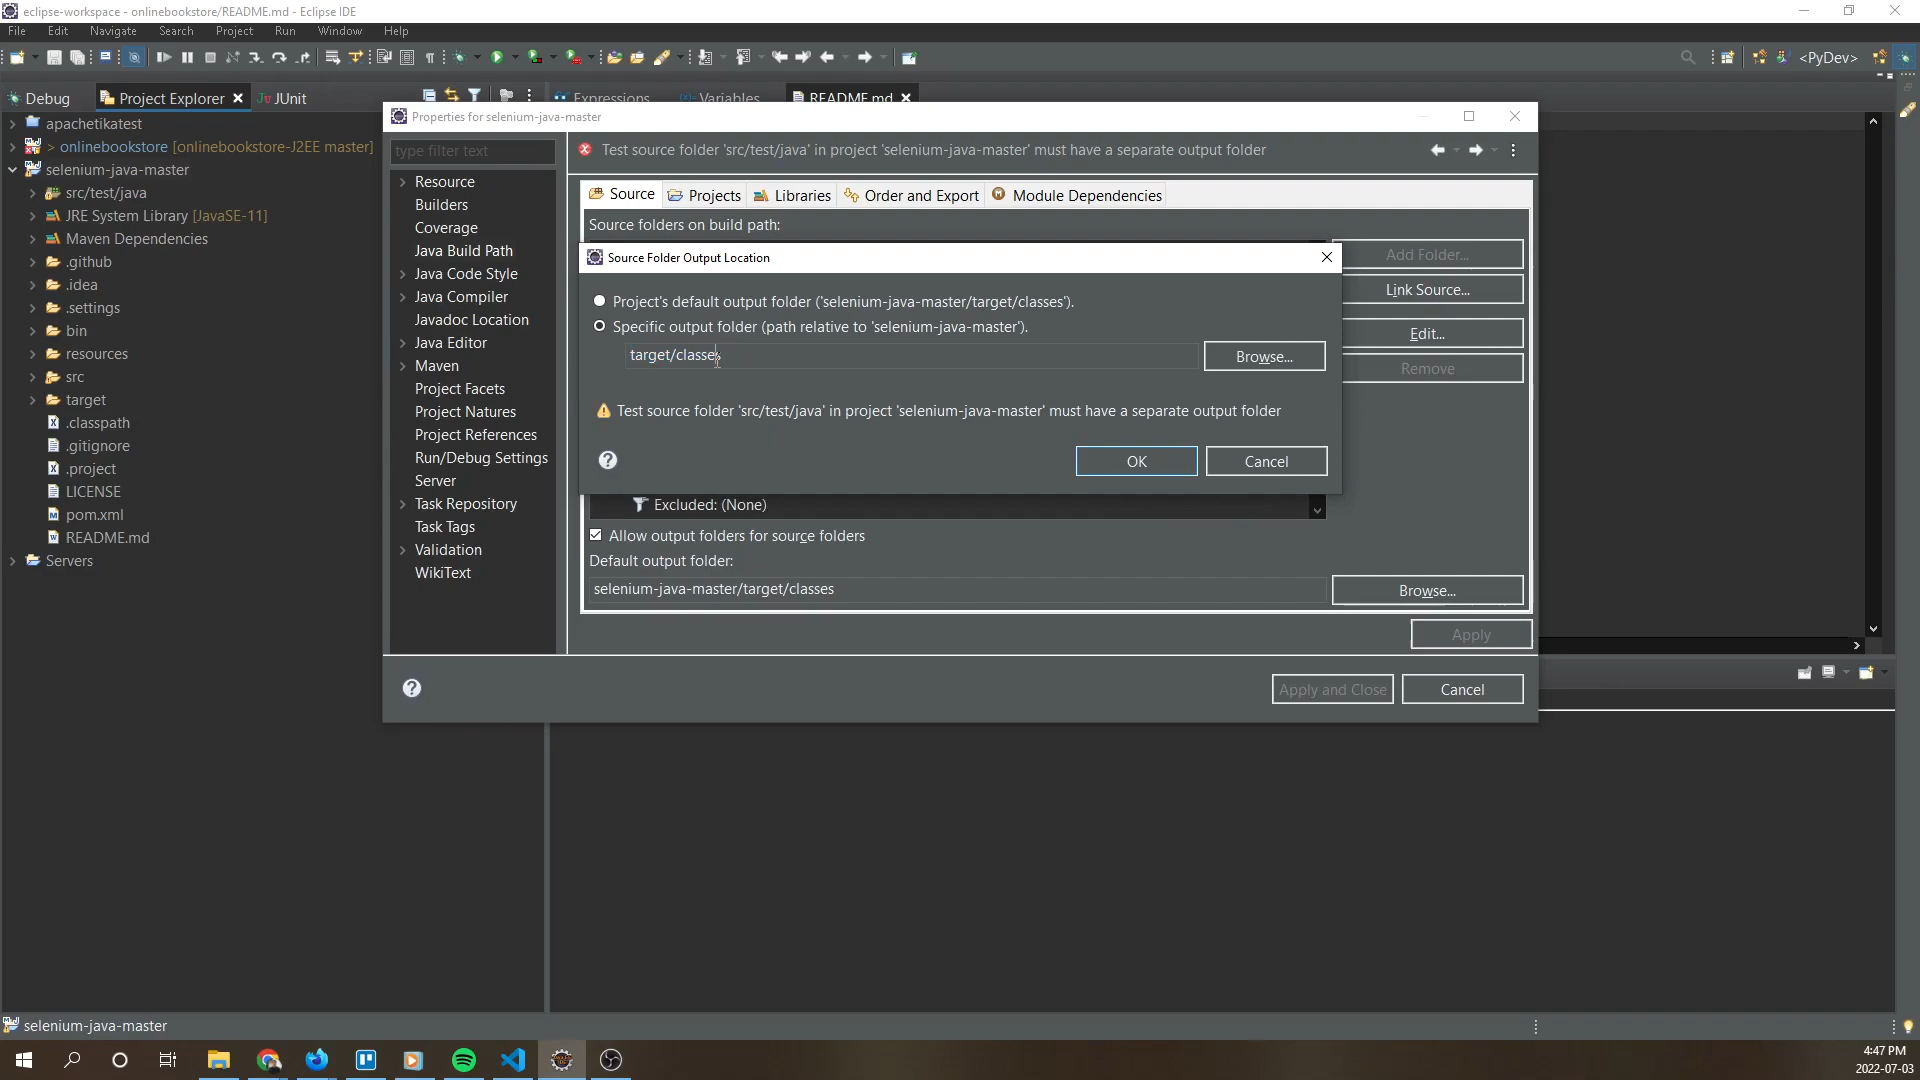 eclipse-workspace - onlinebookstore/README.md - Eclipse IDE
File Edit Navigate Search Project Run Window Help
<PyDev>
Debug Project Explorer JUnit Expressions Variables README.md
apachetikatest
> onlinebookstore [onlinebookstore-J2EE master]
selenium-java-master
src/test/java
JRE System Library [JavaSE-11]
Maven Dependencies
.github
.idea
.settings
bin
resources
src
target
.classpath
.gitignore
.project
LICENSE
pom.xml
README.md
Servers
Properties for selenium-java-master
type filter text
Resource
Builders
Coverage
Java Build Path
Java Code Style
Java Compiler
Javadoc Location
Java Editor
Maven
Project Facets
Project Natures
Project References
Run/Debug Settings
Server
Task Repository
Task Tags
Validation
WikiText
Test source folder 'src/test/java' in project 'selenium-java-master' must have a separate output folder
Source Projects Libraries Order and Export Module Dependencies
Source folders on build path:
Add Folder...
Link Source...
Edit...
Remove
Source Folder Output Location
Project's default output folder ('selenium-java-master/target/classes').
Specific output folder (path relative to 'selenium-java-master').
target/classes
Browse...
Test source folder 'src/test/java' in project 'selenium-java-master' must have a separate output folder
OK
Cancel
Excluded: (None)
Allow output folders for source folders
Default output folder:
selenium-java-master/target/classes
Browse...
Apply
Apply and Close
Cancel
selenium-java-master
4:47 PM
2022-07-03